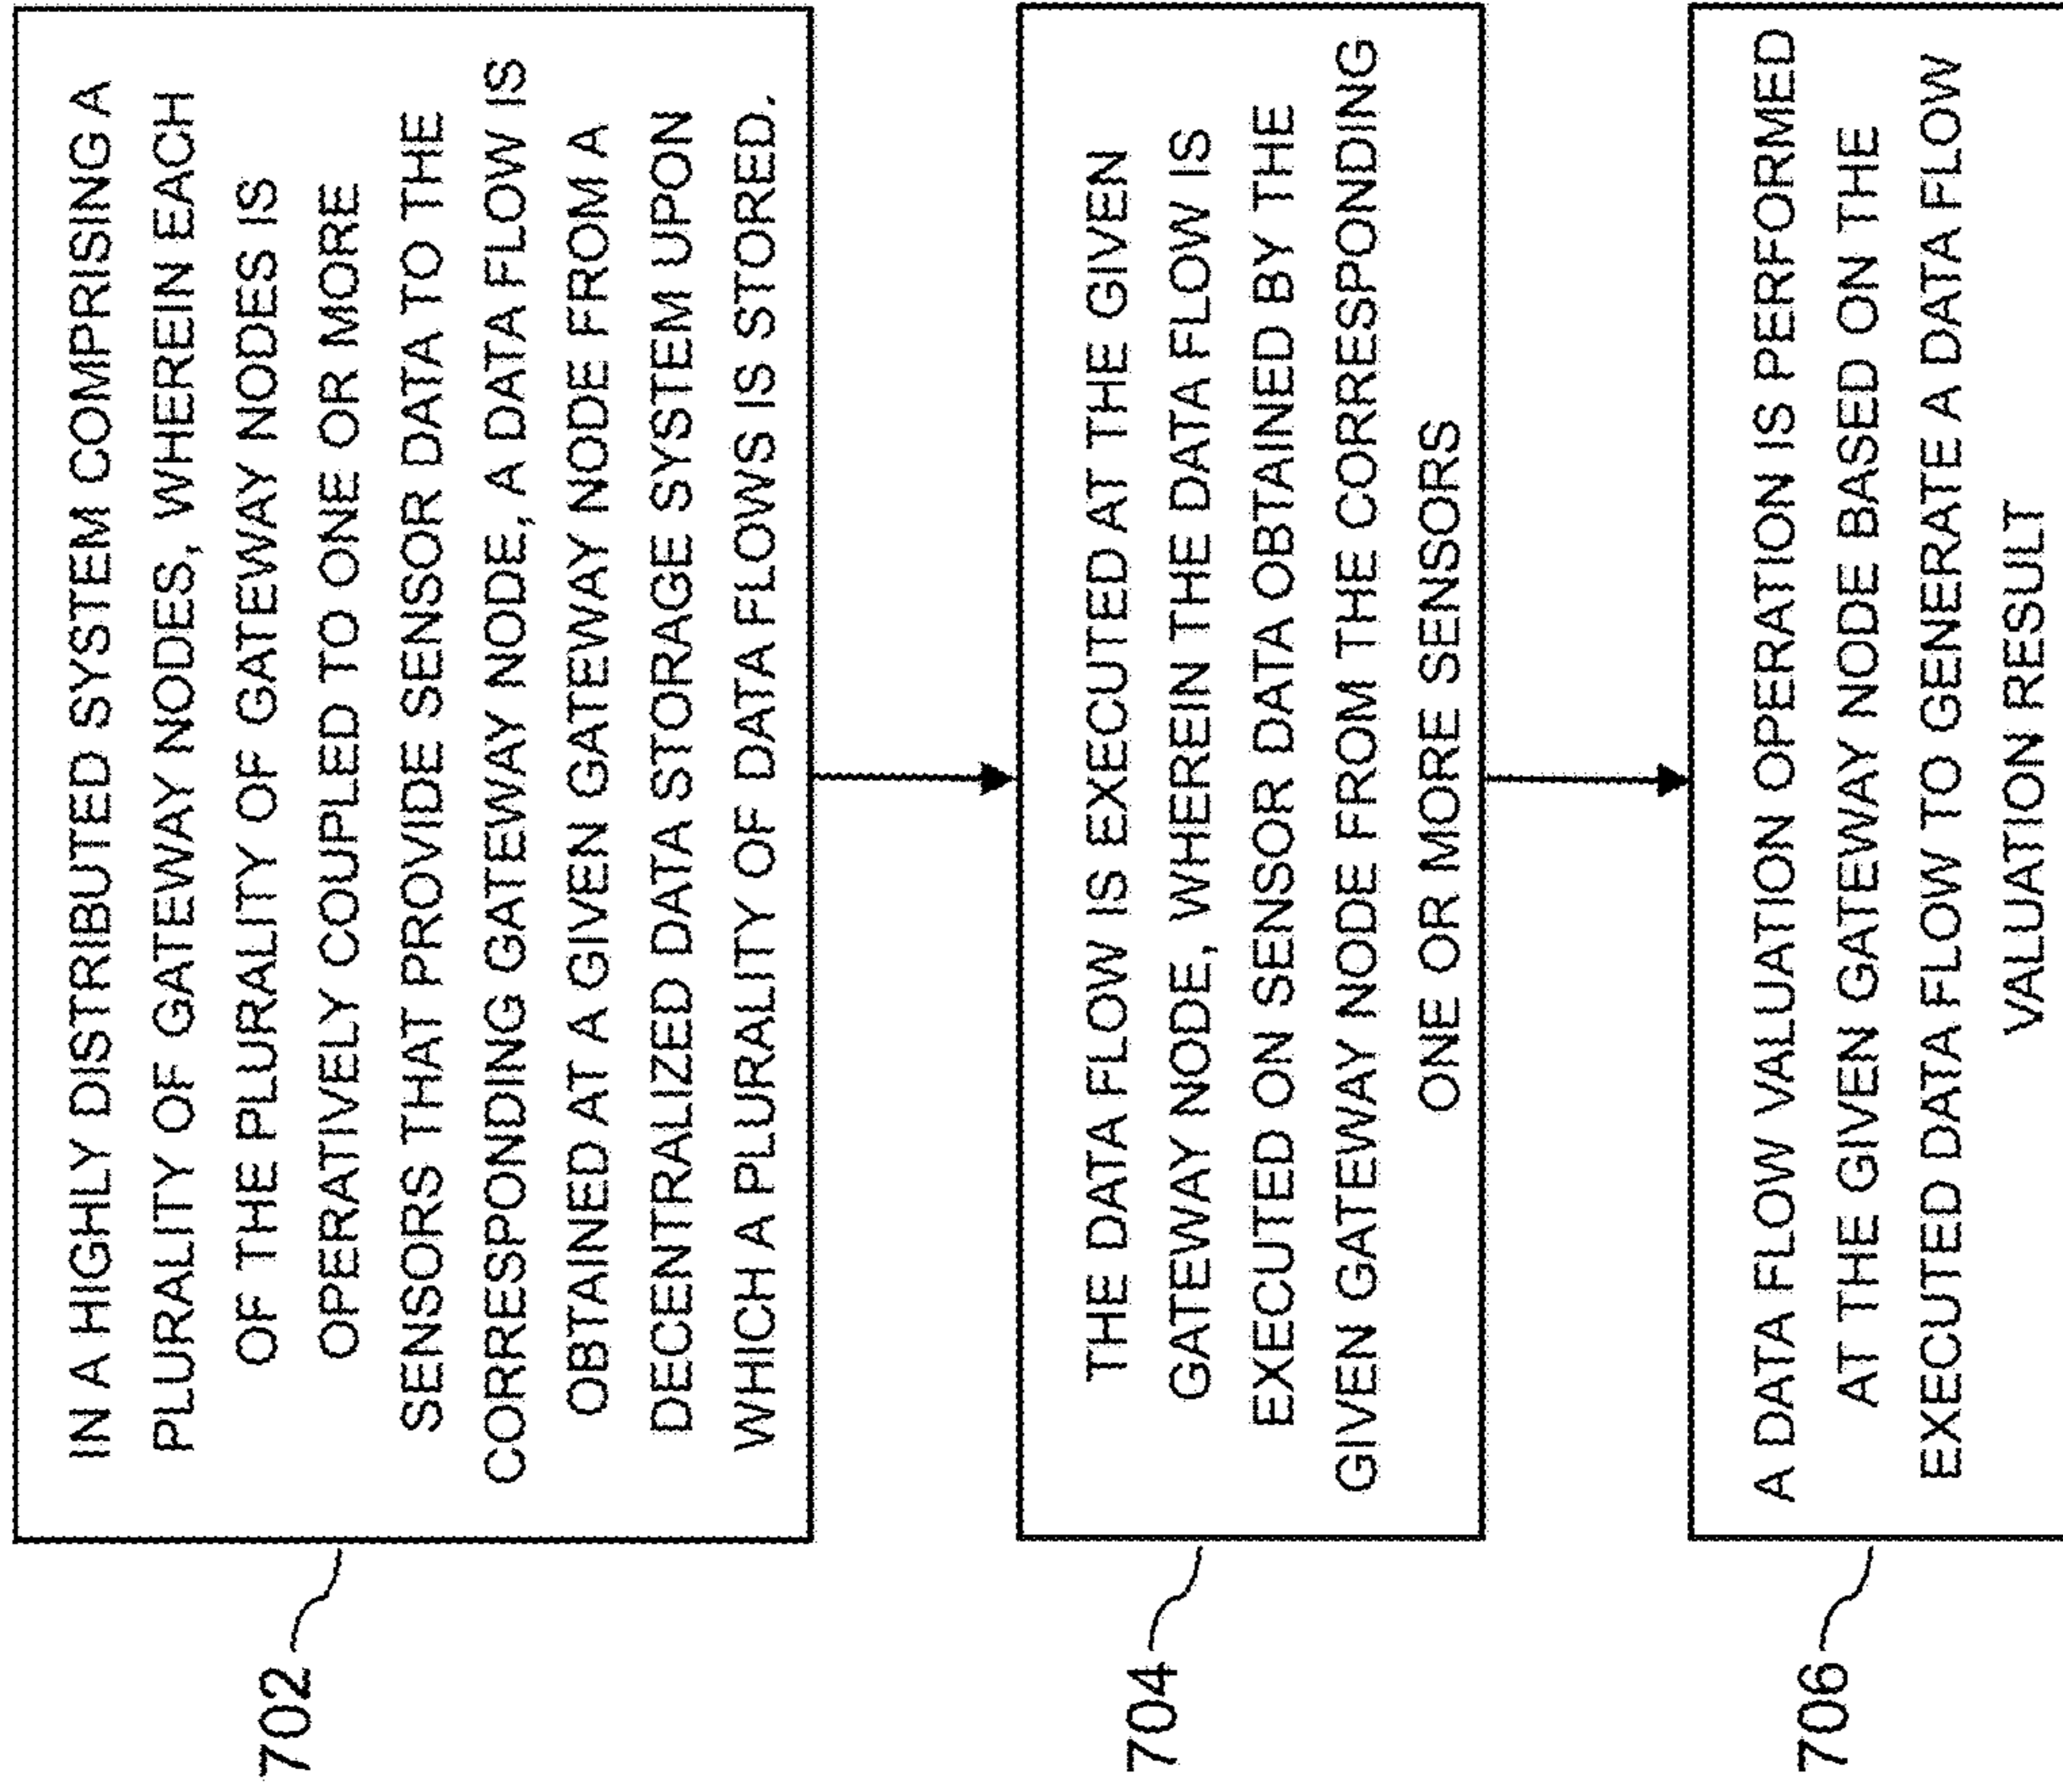 IN A HIGHLY DISTRIBUTED SYSTEM COMPRISING A
PLURALITY OF GATEWAY NODES, WHEREIN EACH
OF THE PLURALITY OF GATEWAY NODES IS
OPERATIVELY COUPLED TO ONE OR MORE
SENSORS THAT PROVIDE SENSOR DATA TO THE
CORRESPONDING GATEWAY NODE, A DATA FLOW IS
OBTAINED AT A GIVEN GATEWAY NODE FROM A
DECENTRALIZED DATA STORAGE SYSTEM UPON
WHICH A PLURALITY OF DATA FLOWS IS STORED.
702
THE DATA FLOW IS EXECUTED AT THE GIVEN
GATEWAY NODE, WHEREIN THE DATA FLOW IS
EXECUTED ON SENSOR DATA OBTAINED BY THE
GIVEN GATEWAY NODE FROM THE CORRESPONDING
ONE OR MORE SENSORS
704
A DATA FLOW VALUATION OPERATION IS PERFORMED
AT THE GIVEN GATEWAY NODE BASED ON THE
EXECUTED DATA FLOW TO GENERATE A DATA FLOW
VALUATION RESULT
706